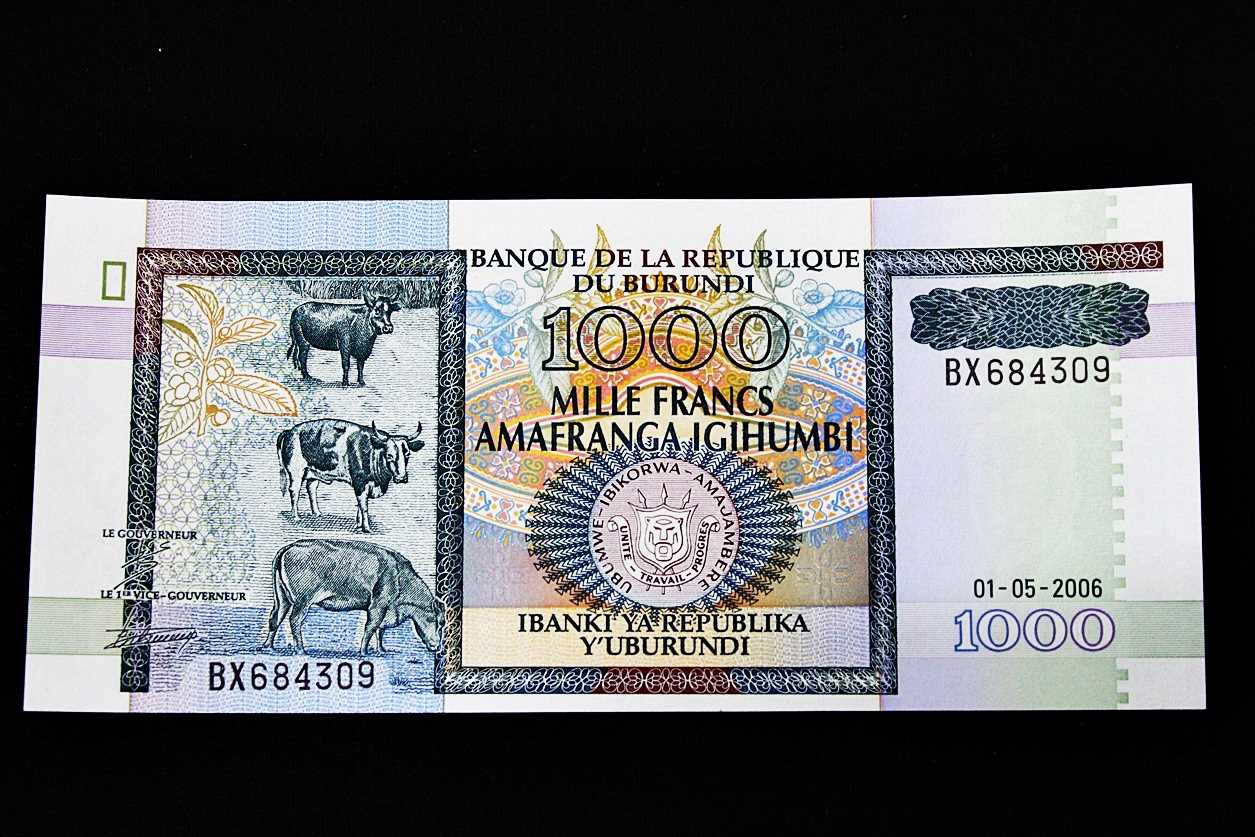 BANQUE DE LA REPUBLIQUE
DU BURUNDI
1000
MILLE FRANCS
AMAFRANGA IGIHUMBI
UBUMWE-IBIKORWA-AMAJAMBERE
UNITE-TRAVAIL-PROGRES
IBANKI YA REPUBLIKA
Y'UBURUNDI
LE GOUVERNEUR
LE 1ER VICE-GOUVERNEUR
BX684309
BX684309
01-05-2006
1000